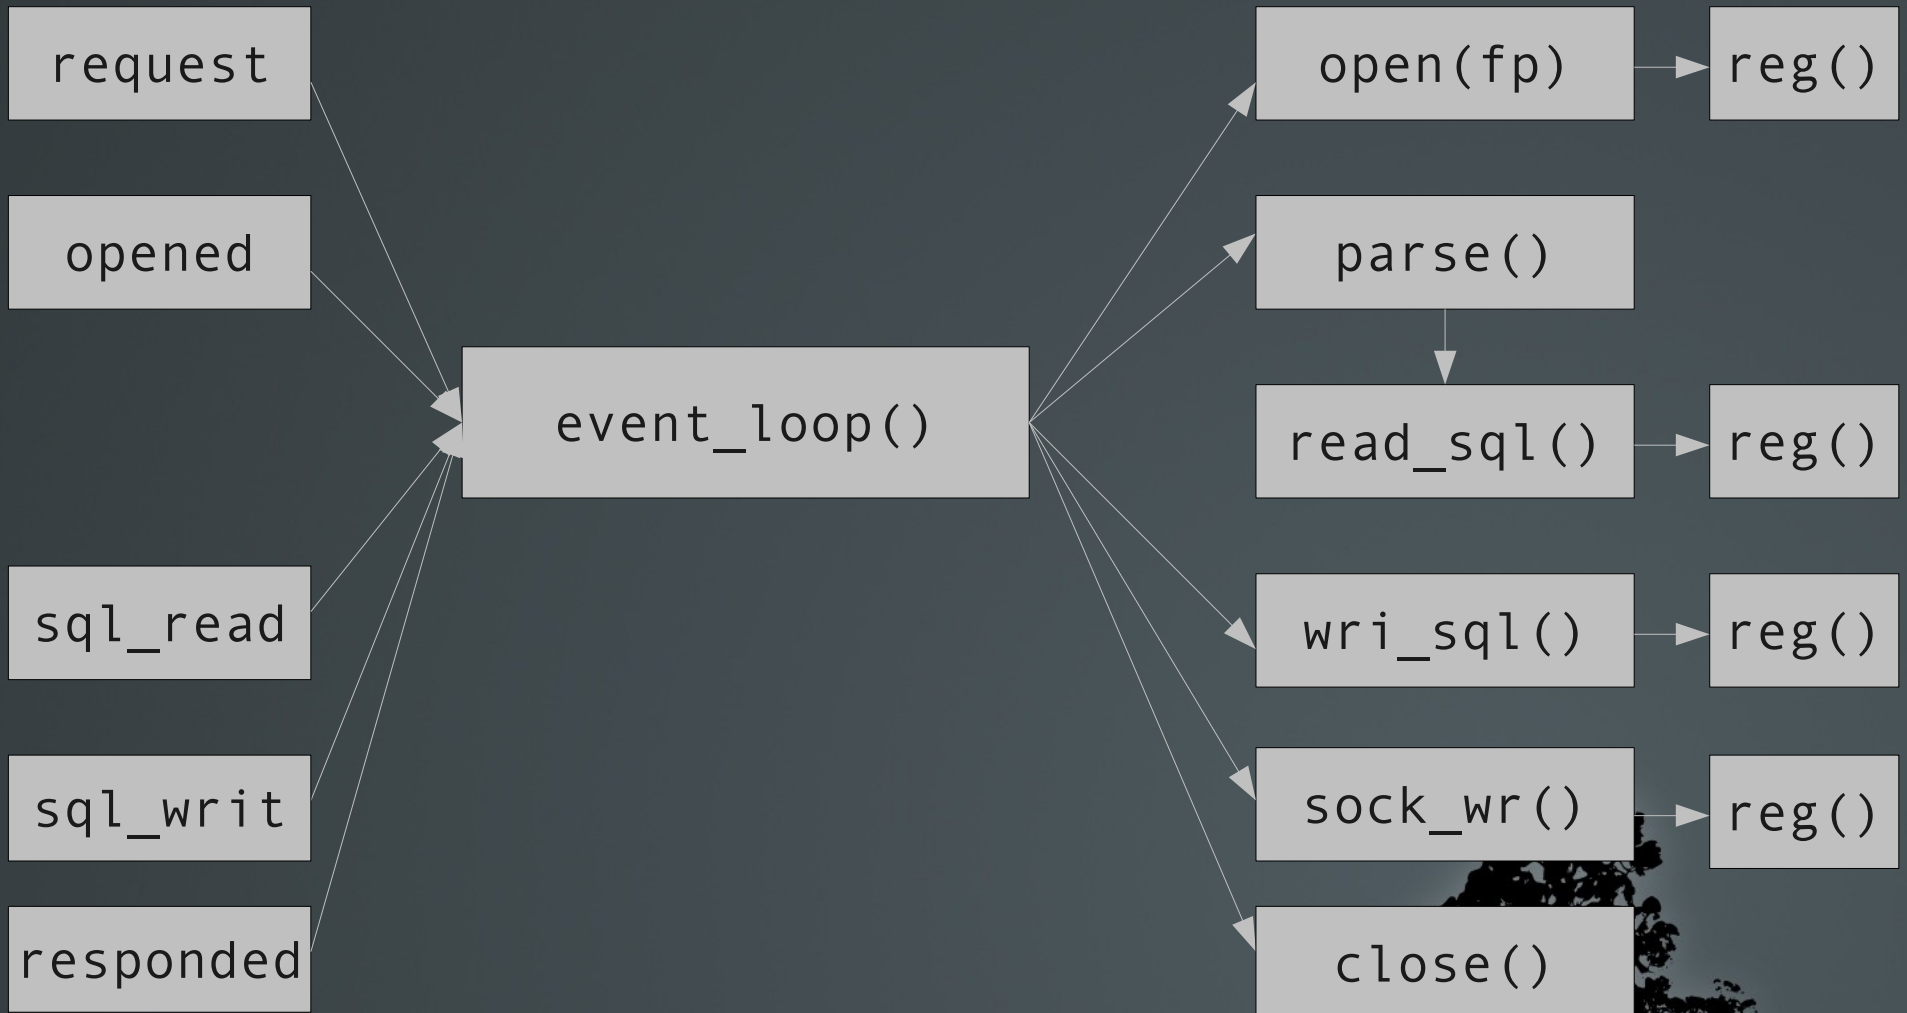 request
opened
sql_read
sql_writ
responded
event_loop()
open(fp)
reg()
parse()
read_sql()
reg()
wri_sql()
reg()
sock_wr()
reg()
close()